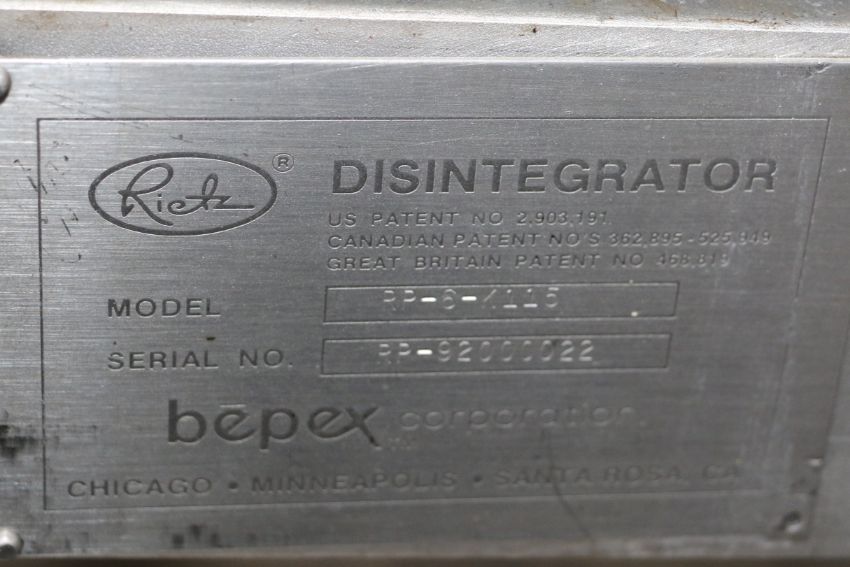 Rietz ® DISINTEGRATOR
US PATENT NO 2,903,191
CANADIAN PATENT NO'S 362,895-525,949
GREAT BRITAIN PATENT NO 468,819
MODEL RP-6-K115
SERIAL NO. RP-92000022
bepex corporation
CHICAGO • MINNEAPOLIS • SANTA ROSA, CA